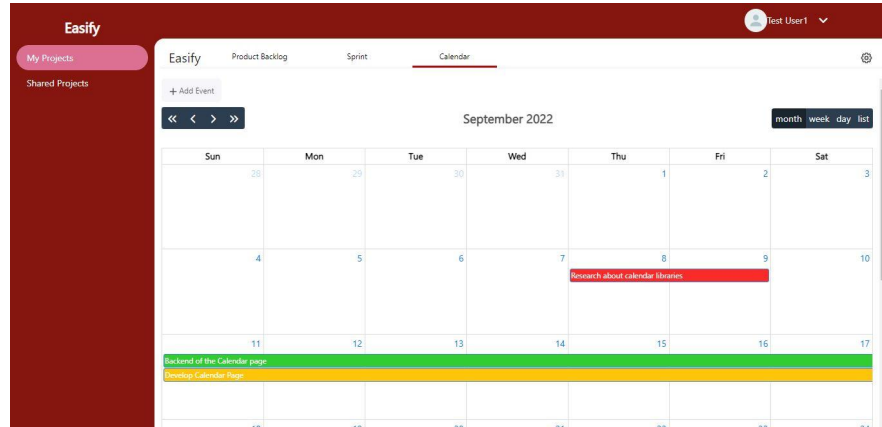 Easify
Test User1
My Projects
Shared Projects
Easify Product Backlog Sprint Calendar
+ Add Event
« < > »
September 2022
month week day list
Sun Mon Tue Wed Thu Fri Sat
28 29 30 31 1 2 3
4 5 6 7 8 9 10
Research about calendar libraries
11 12 13 14 15 16 17
Backend of the Calendar page
Develop Calendar Page